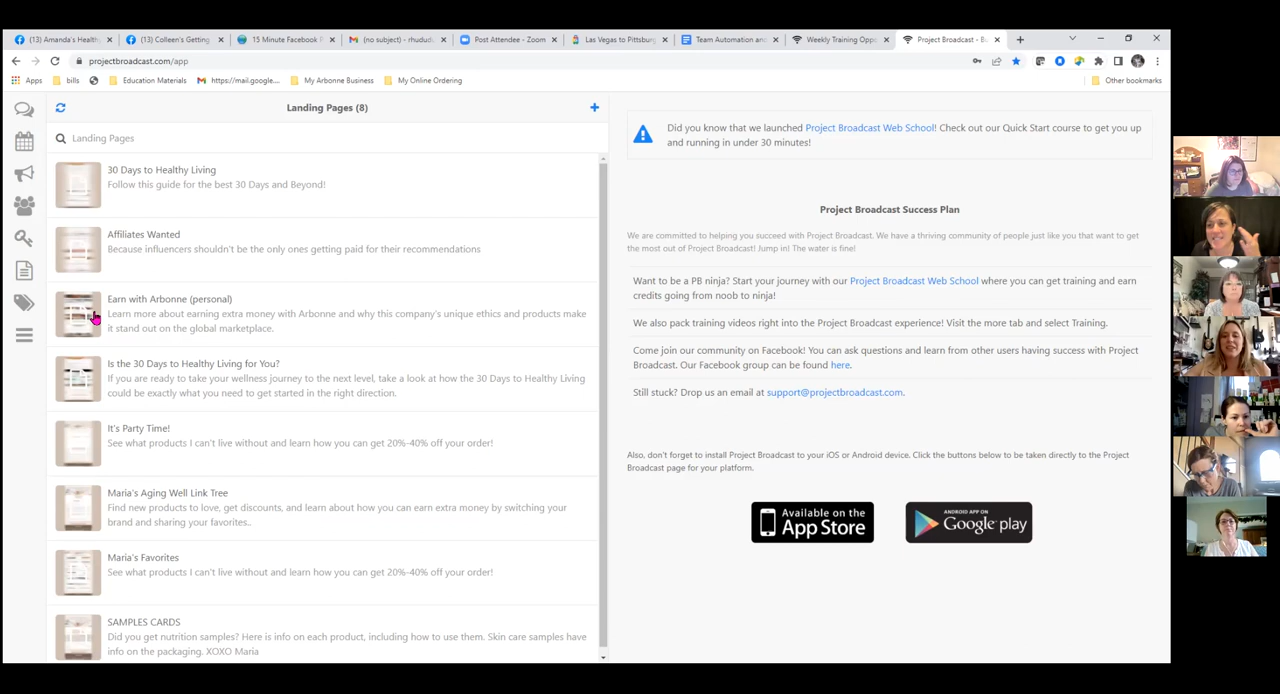 (13) Amanda's Health
(13) Colleen's Getting
15 Minute Facebook P
(no subject) - rhudud
Post Attendee - Zoom
Las Vegas to Pittsburg
Team Automation and
Weekly Training Oppo
Project Broadcast - Bu
projectbroadcast.com/app
Apps
bills
Education Materials
https://mail.google....
My Arbonne Business
My Online Ordering
Other bookmarks
Landing Pages (8)
Landing Pages
30 Days to Healthy Living
Follow this guide for the best 30 Days and Beyond!
Affiliates Wanted
Because influencers shouldn't be the only ones getting paid for their recommendations
Earn with Arbonne (personal)
Learn more about earning extra money with Arbonne and why this company's unique ethics and products make
it stand out on the global marketplace.
Is the 30 Days to Healthy Living for You?
If you are ready to take your wellness journey to the next level, take a look at how the 30 Days to Healthy Living
could be exactly what you need to get started in the right direction.
It's Party Time!
See what products I can't live without and learn how you can get 20%-40% off your order!
Maria's Aging Well Link Tree
Find new products to love, get discounts, and learn about how you can earn extra money by switching your
brand and sharing your favorites..
Maria's Favorites
See what products I can't live without and learn how you can get 20%-40% off your order!
SAMPLES CARDS
Did you get nutrition samples? Here is info on each product, including how to use them. Skin care samples have
info on the packaging. XOXO Maria
Did you know that we launched Project Broadcast Web School! Check out our Quick Start course to get you up
and running in under 30 minutes!
Project Broadcast Success Plan
We are committed to helping you succeed with Project Broadcast. We have a thriving community of people just like you that want to get
the most out of Project Broadcast! Jump in! The water is fine!
Want to be a PB ninja? Start your journey with our Project Broadcast Web School where you can get training and earn
credits going from noob to ninja!
We also pack training videos right into the Project Broadcast experience! Visit the more tab and select Training.
Come join our community on Facebook! You can ask questions and learn from other users having success with Project
Broadcast. Our Facebook group can be found here.
Still stuck? Drop us an email at support@projectbroadcast.com.
Also, don't forget to install Project Broadcast to your iOS or Android device. Click the buttons below to be taken directly to the Project
Broadcast page for your platform.
Available on the
App Store
ANDROID APP ON
Google play